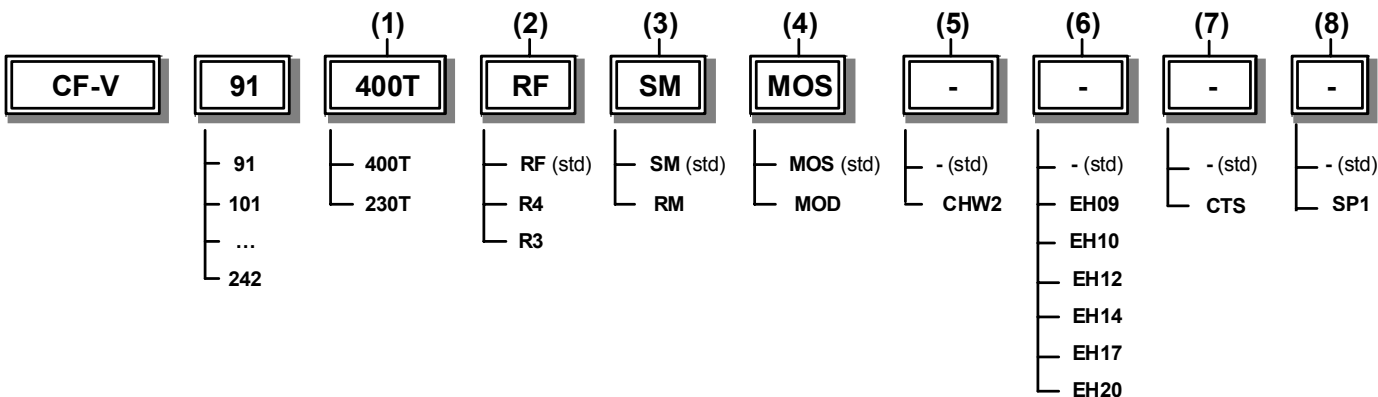 (1) (2) (3) (4) (5) (6) (7) (8)
CF-V 91 400T RF SM MOS - - - -
91 400T RF (std) SM (std) MOS (std) - (std) - (std) - (std) - (std)
101 230T R4 RM MOD CHW2 EH09 CTS SP1
... R3 EH10
242 EH12
EH14
EH17
EH20